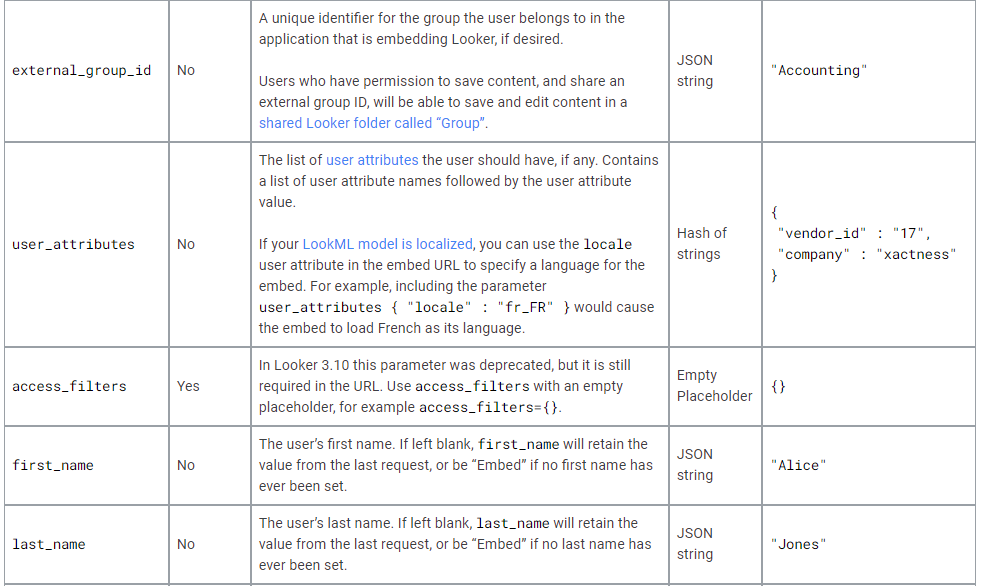 A unique identifier for the group the user belongs to in the
application that is embedding Looker, if desired.
external_group_id No JSON string "Accounting"
Users who have permission to save content, and share an
external group ID, will be able to save and edit content in a
shared Looker folder called “Group”.
The list of user attributes the user should have, if any. Contains
a list of user attribute names followed by the user attribute
value.
user_attributes No Hash of strings
{
"vendor_id" : "17",
"company" : "xactness"
}
If your LookML model is localized, you can use the locale
user attribute in the embed URL to specify a language for the
embed. For example, including the parameter
user_attributes { "locale" : "fr_FR" } would cause
the embed to load French as its language.
In Looker 3.10 this parameter was deprecated, but it is still
access_filters Yes required in the URL. Use access_filters with an empty Empty Placeholder {}
placeholder, for example access_filters={}.
The user’s first name. If left blank, first_name will retain the
first_name No value from the last request, or be “Embed” if no first name has JSON string "Alice"
ever been set.
The user’s last name. If left blank, last_name will retain the
last_name No value from the last request, or be “Embed” if no last name has JSON string "Jones"
ever been set.